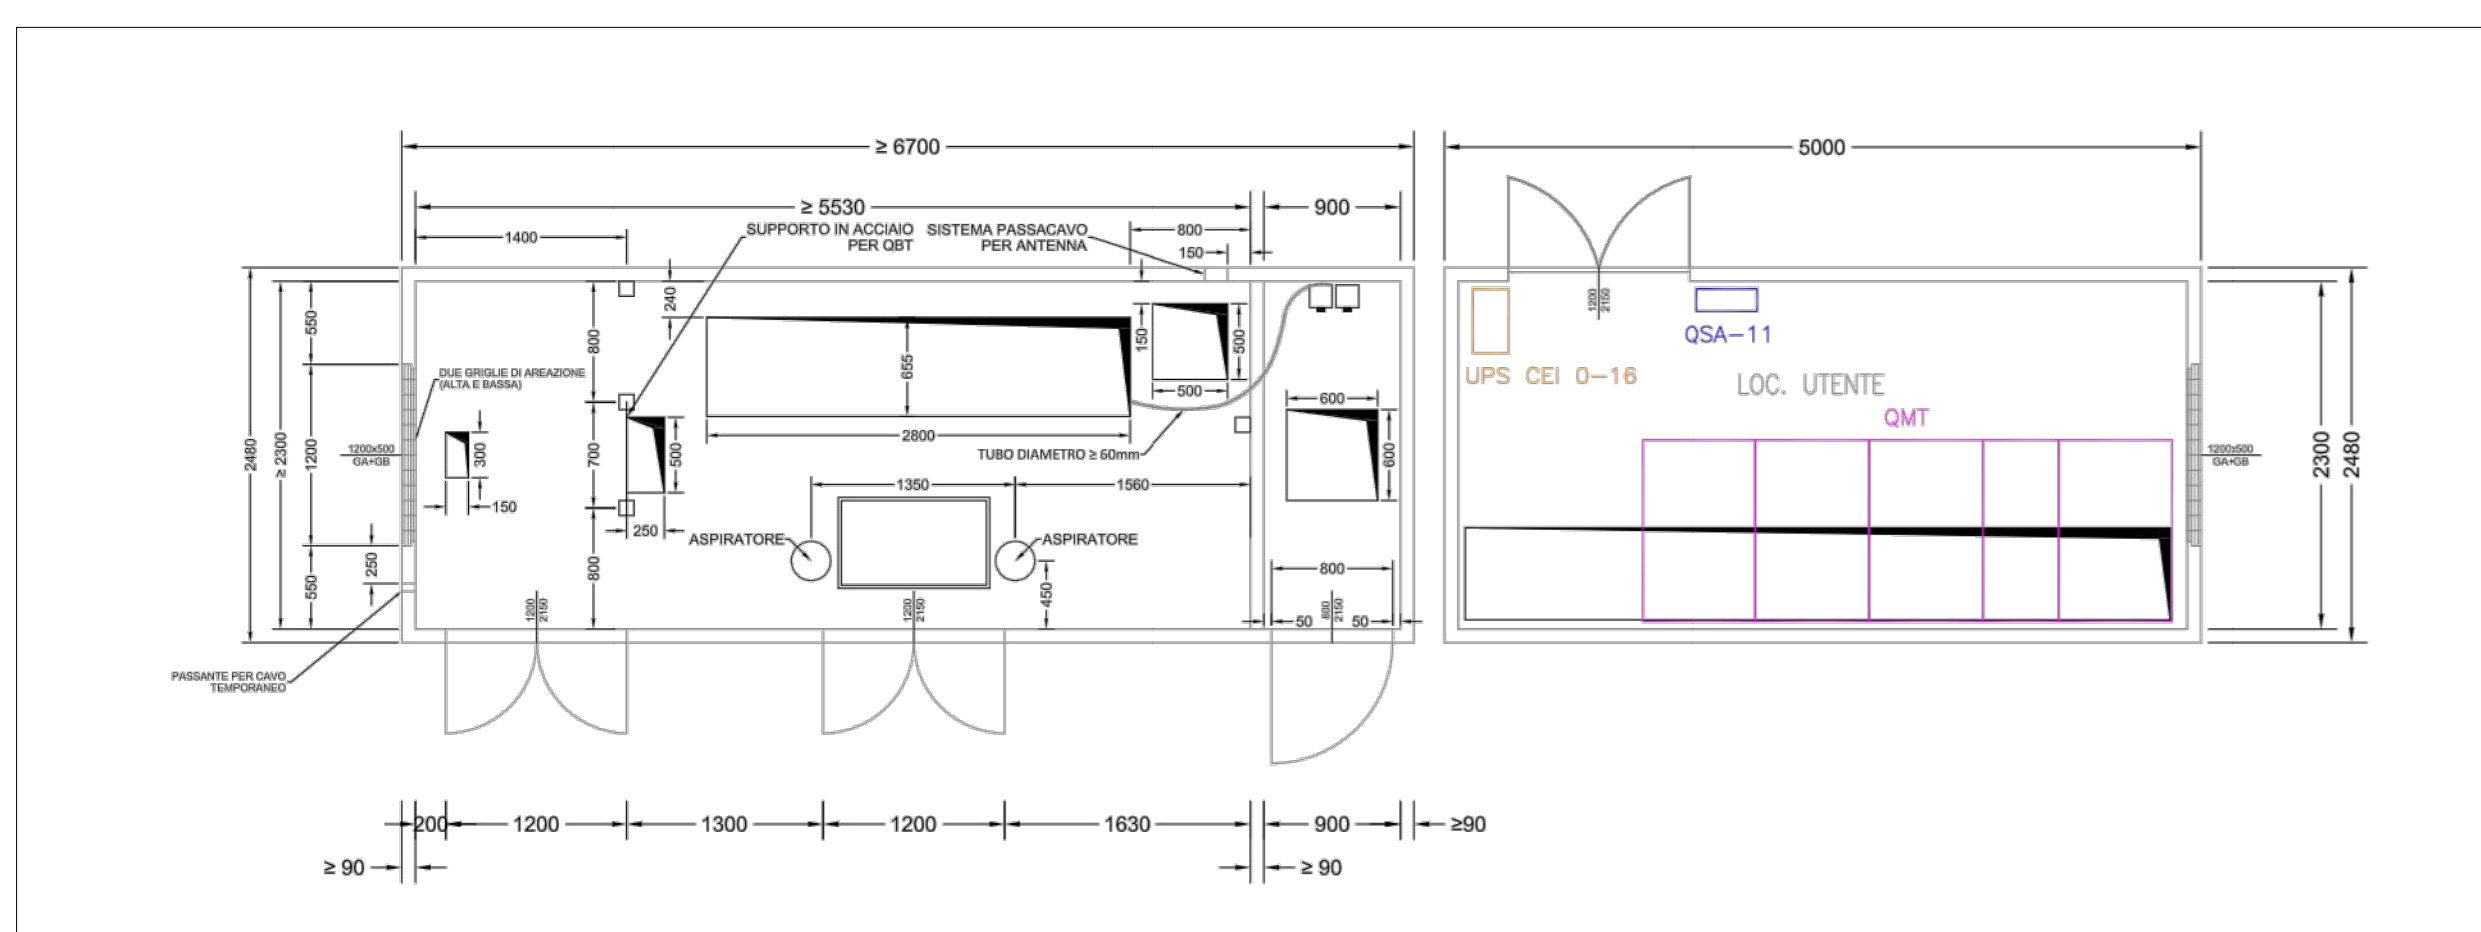 ≥ 6700
5000
≥ 5530
900
1400
SUPPORTO IN ACCIAIO
PER QBT
SISTEMA PASSACAVO
PER ANTENNA
800
150
2480
≥ 2300
550
1200
550
250
DUE GRIGLIE DI AREAZIONE
(ALTA E BASSA)
1200x500
GA+GB
300
150
800
700
800
240
655
2800
500
250
150
500
500
TUBO DIAMETRO ≥ 60mm
1350
1560
ASPIRATORE
ASPIRATORE
450
600
600
800
50
50
1200
2150
1200
2150
800
2150
PASSANTE PER CAVO
TEMPORANEO
1200
2150
QSA-11
UPS CEI 0-16
LOC. UTENTE
QMT
1200x500
GA+GB
2300
2480
200
1200
1300
1200
1630
900
≥90
≥ 90
≥ 90